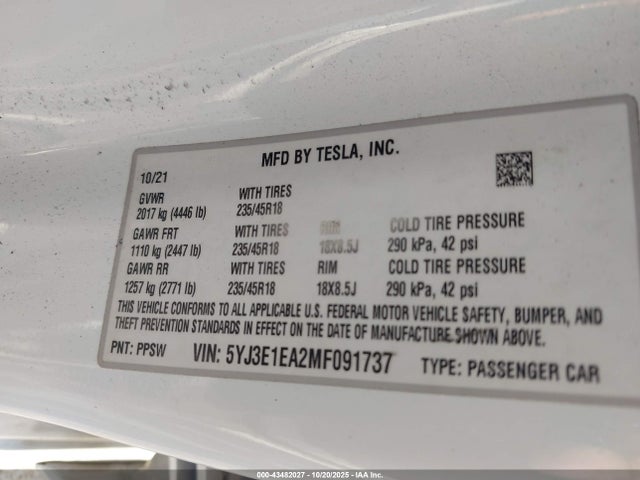 MFD BY TESLA, INC.
10/21
GVWR WITH TIRES
2017 kg (4446 lb) 235/45R18
GAWR FRT WITH TIRES RIM COLD TIRE PRESSURE
1110 kg (2447 lb) 235/45R18 18X8.5J 290 kPa, 42 psi
GAWR RR WITH TIRES RIM COLD TIRE PRESSURE
1257 kg (2771 lb) 235/45R18 18X8.5J 290 kPa, 42 psi
THIS VEHICLE CONFORMS TO ALL APPLICABLE U.S. FEDERAL MOTOR VEHICLE SAFETY, BUMPER, AND
THEFT PREVENTION STANDARDS IN EFFECT ON THE DATE OF MANUFACTURE SHOWN ABOVE.
PNT: PPSW VIN: 5YJ3E1EA2MF091737 TYPE: PASSENGER CAR
000-43482027 - 10/20/2025 - IAA Inc.